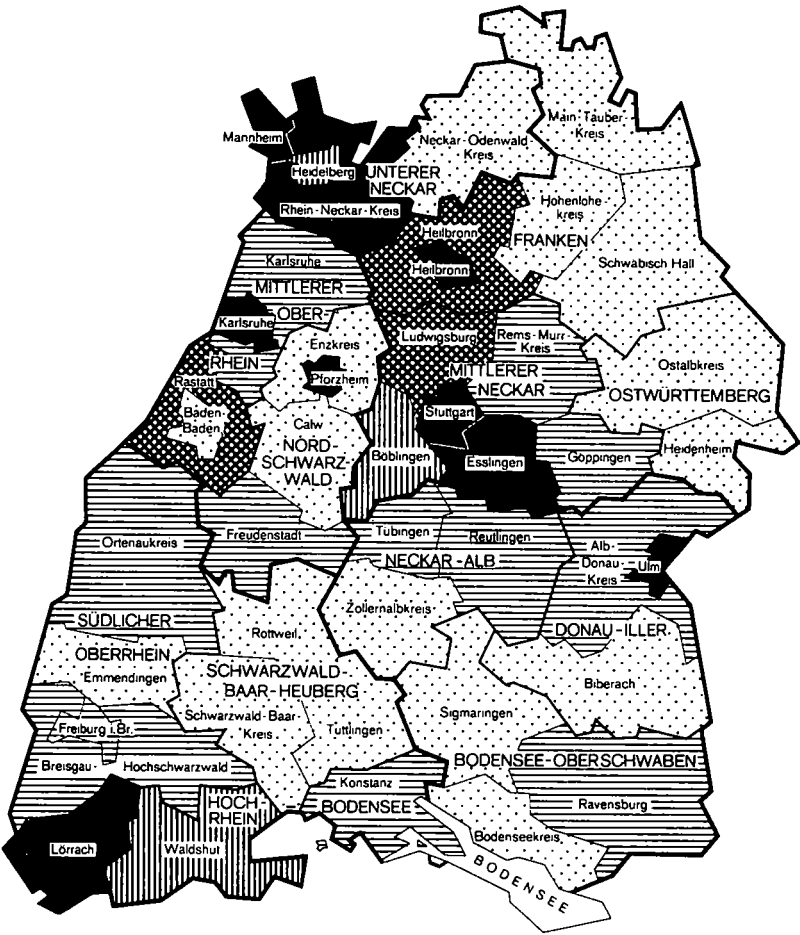 Main-Tauber-
Kreis
Mannheim
Neckar-Odenwald
Kreis
Heidelberg
UNTERER
NECKAR
Rhein-Neckar-Kreis
Hohenlohe-
kreis
Heilbronn
FRANKEN
Karlsruhe
Heilbronn
Schwäbisch Hall
MITTLERER
OBER-
Karlsruhe
Enzkreis
Ludwigsburg
Rems-Murr-
Kreis
RHEIN
Ostalbkreis
Rastatt
Pforzheim
MITTLERER
NECKAR
OSTWÜRTTEMBERG
Baden-
Baden
Calw
Stuttgart
NORD-
SCHWARZ-
WALD
Böblingen
Esslingen
Göppingen
Heidenheim
Ortenaukreis
Freudenstadt
Tübingen
Reutlingen
NECKAR-ALB
Alb-
Donau-
Kreis
Ulm
Zollernalbkreis
SÜDLICHER
Rottweil
DONAU-ILLER
OBERRHEIN
Emmendingen
SCHWARZWALD-
BAAR-HEUBERG
Biberach
Sigmaringen
Schwarzwald-Baar-
Kreis
Tuttlingen
Freiburg i.Br.
Breisgau-
Hochschwarzwald
BODENSEE-OBERSCHWABEN
Konstanz
BODENSEE
HOCH-
RHEIN
Ravensburg
Bodenseekreis
Lörrach
Waldshut
BODENSEE